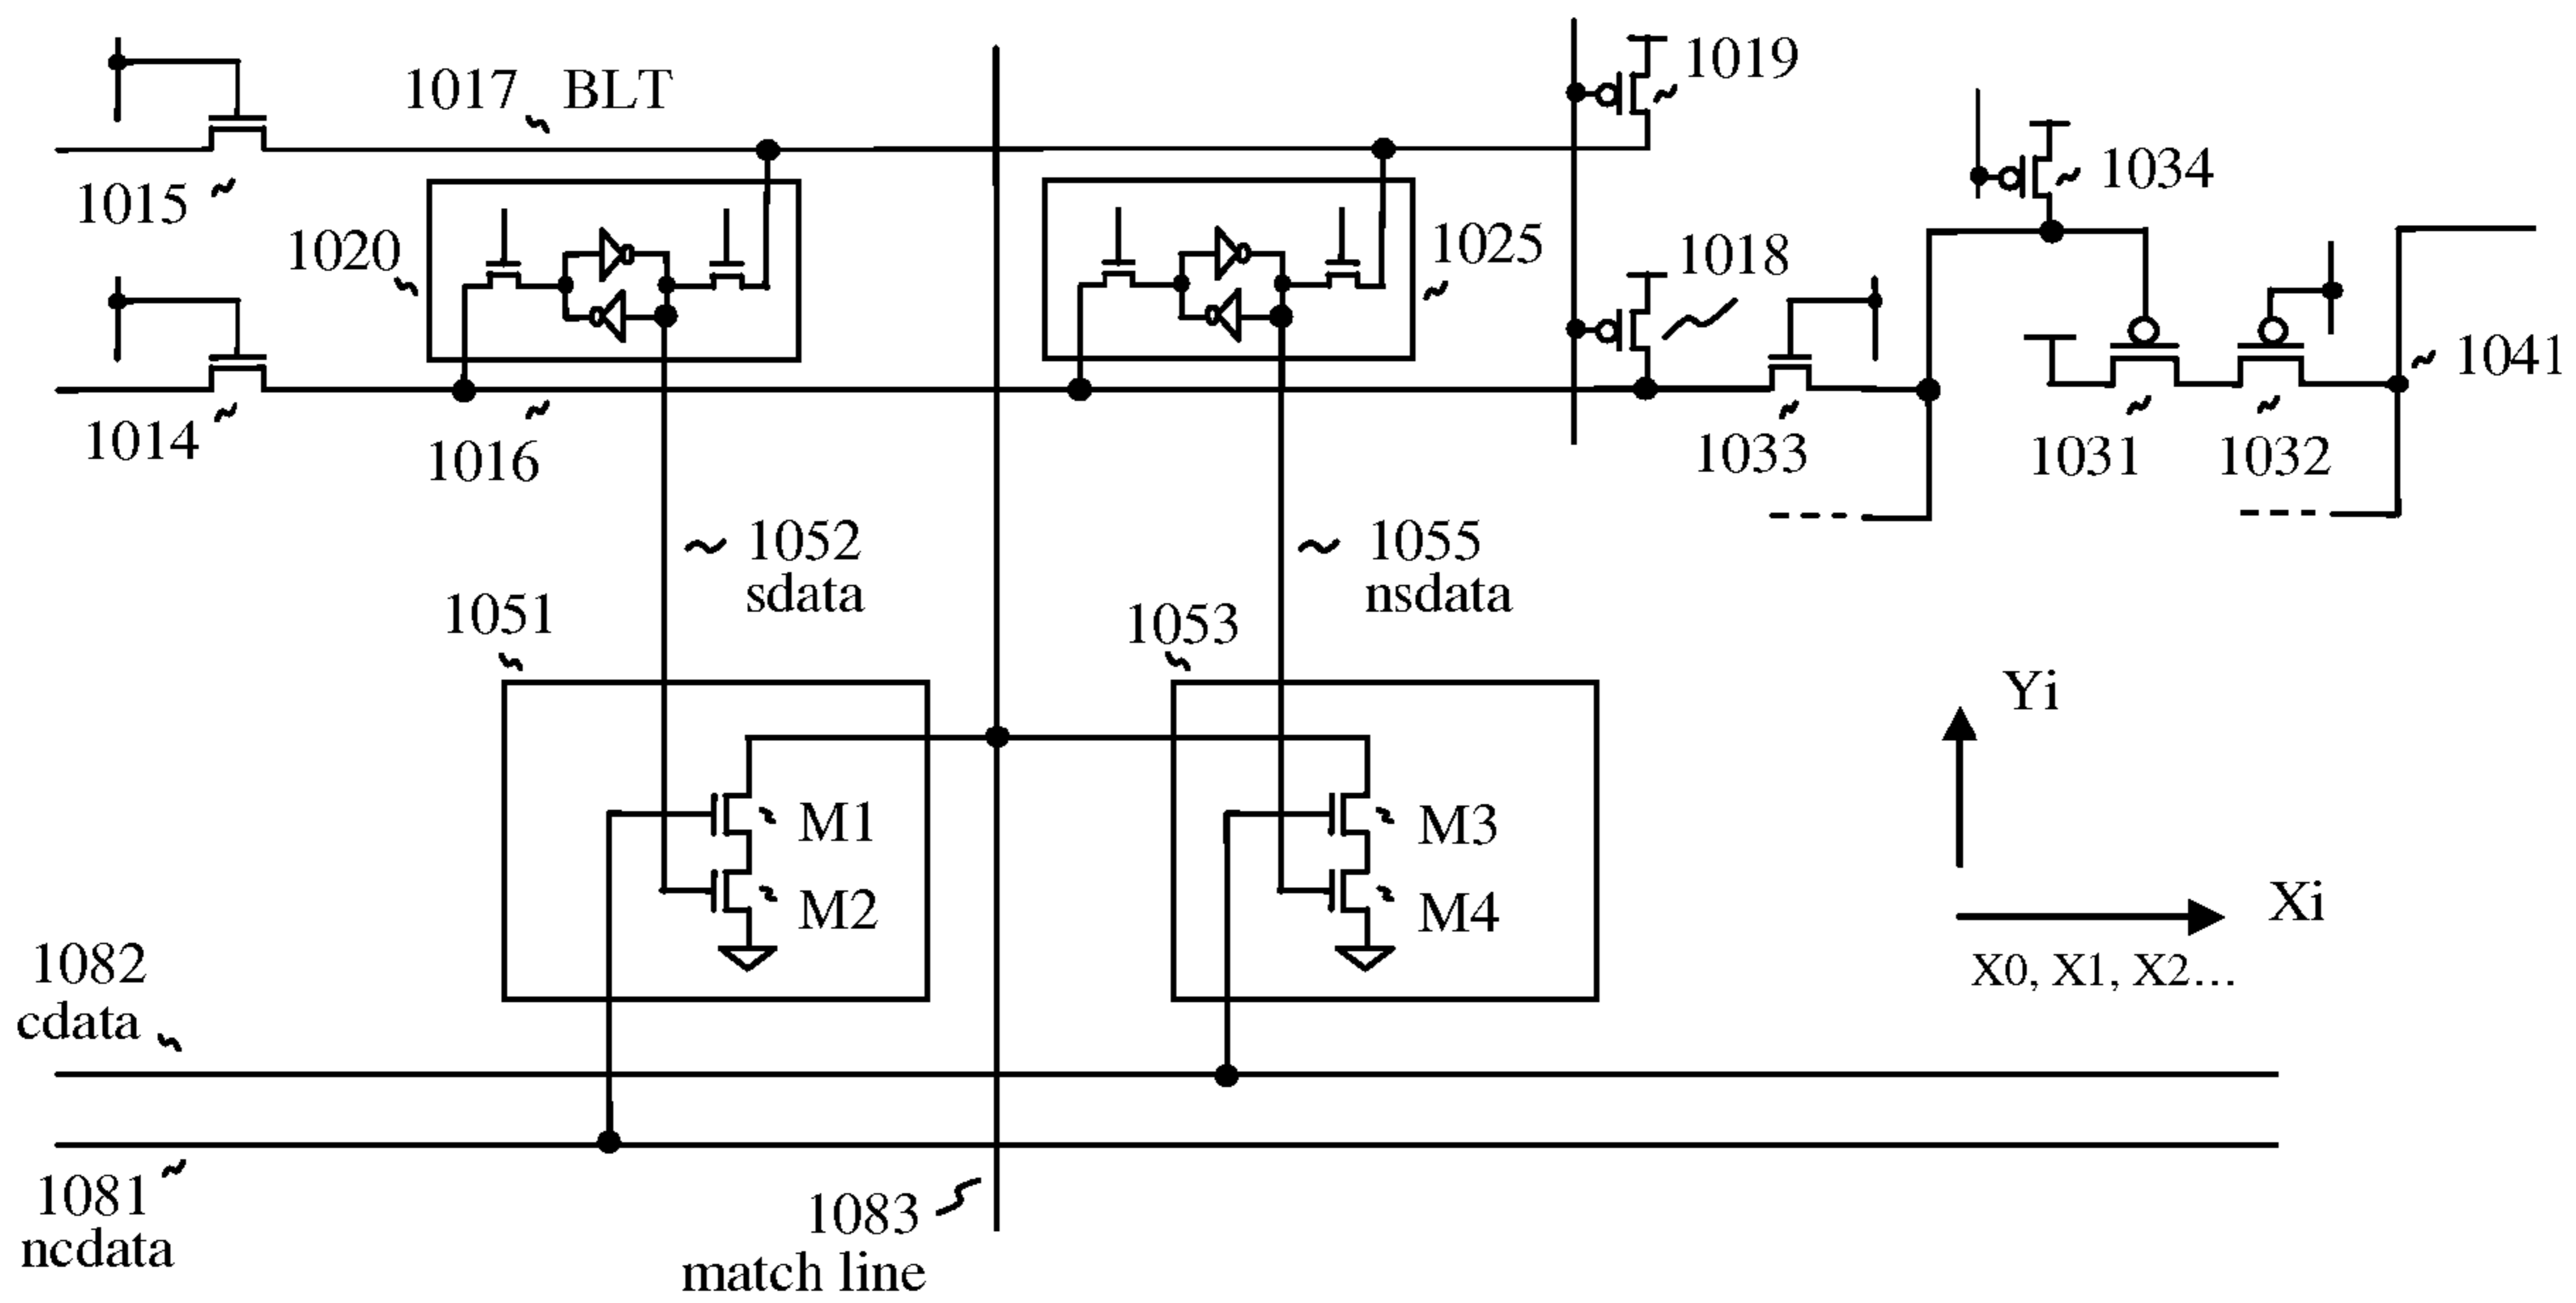 1017 BLT
1019
1015
1034
1020
1025
1018
1041
1014
1016
1033
1031
1032
1052
sdata
1055
nsdata
1051
1053
Yi
M1
M3
M2
M4
Xi
X0, X1, X2...
1082
cdata
1081
ncdata
1083
match line